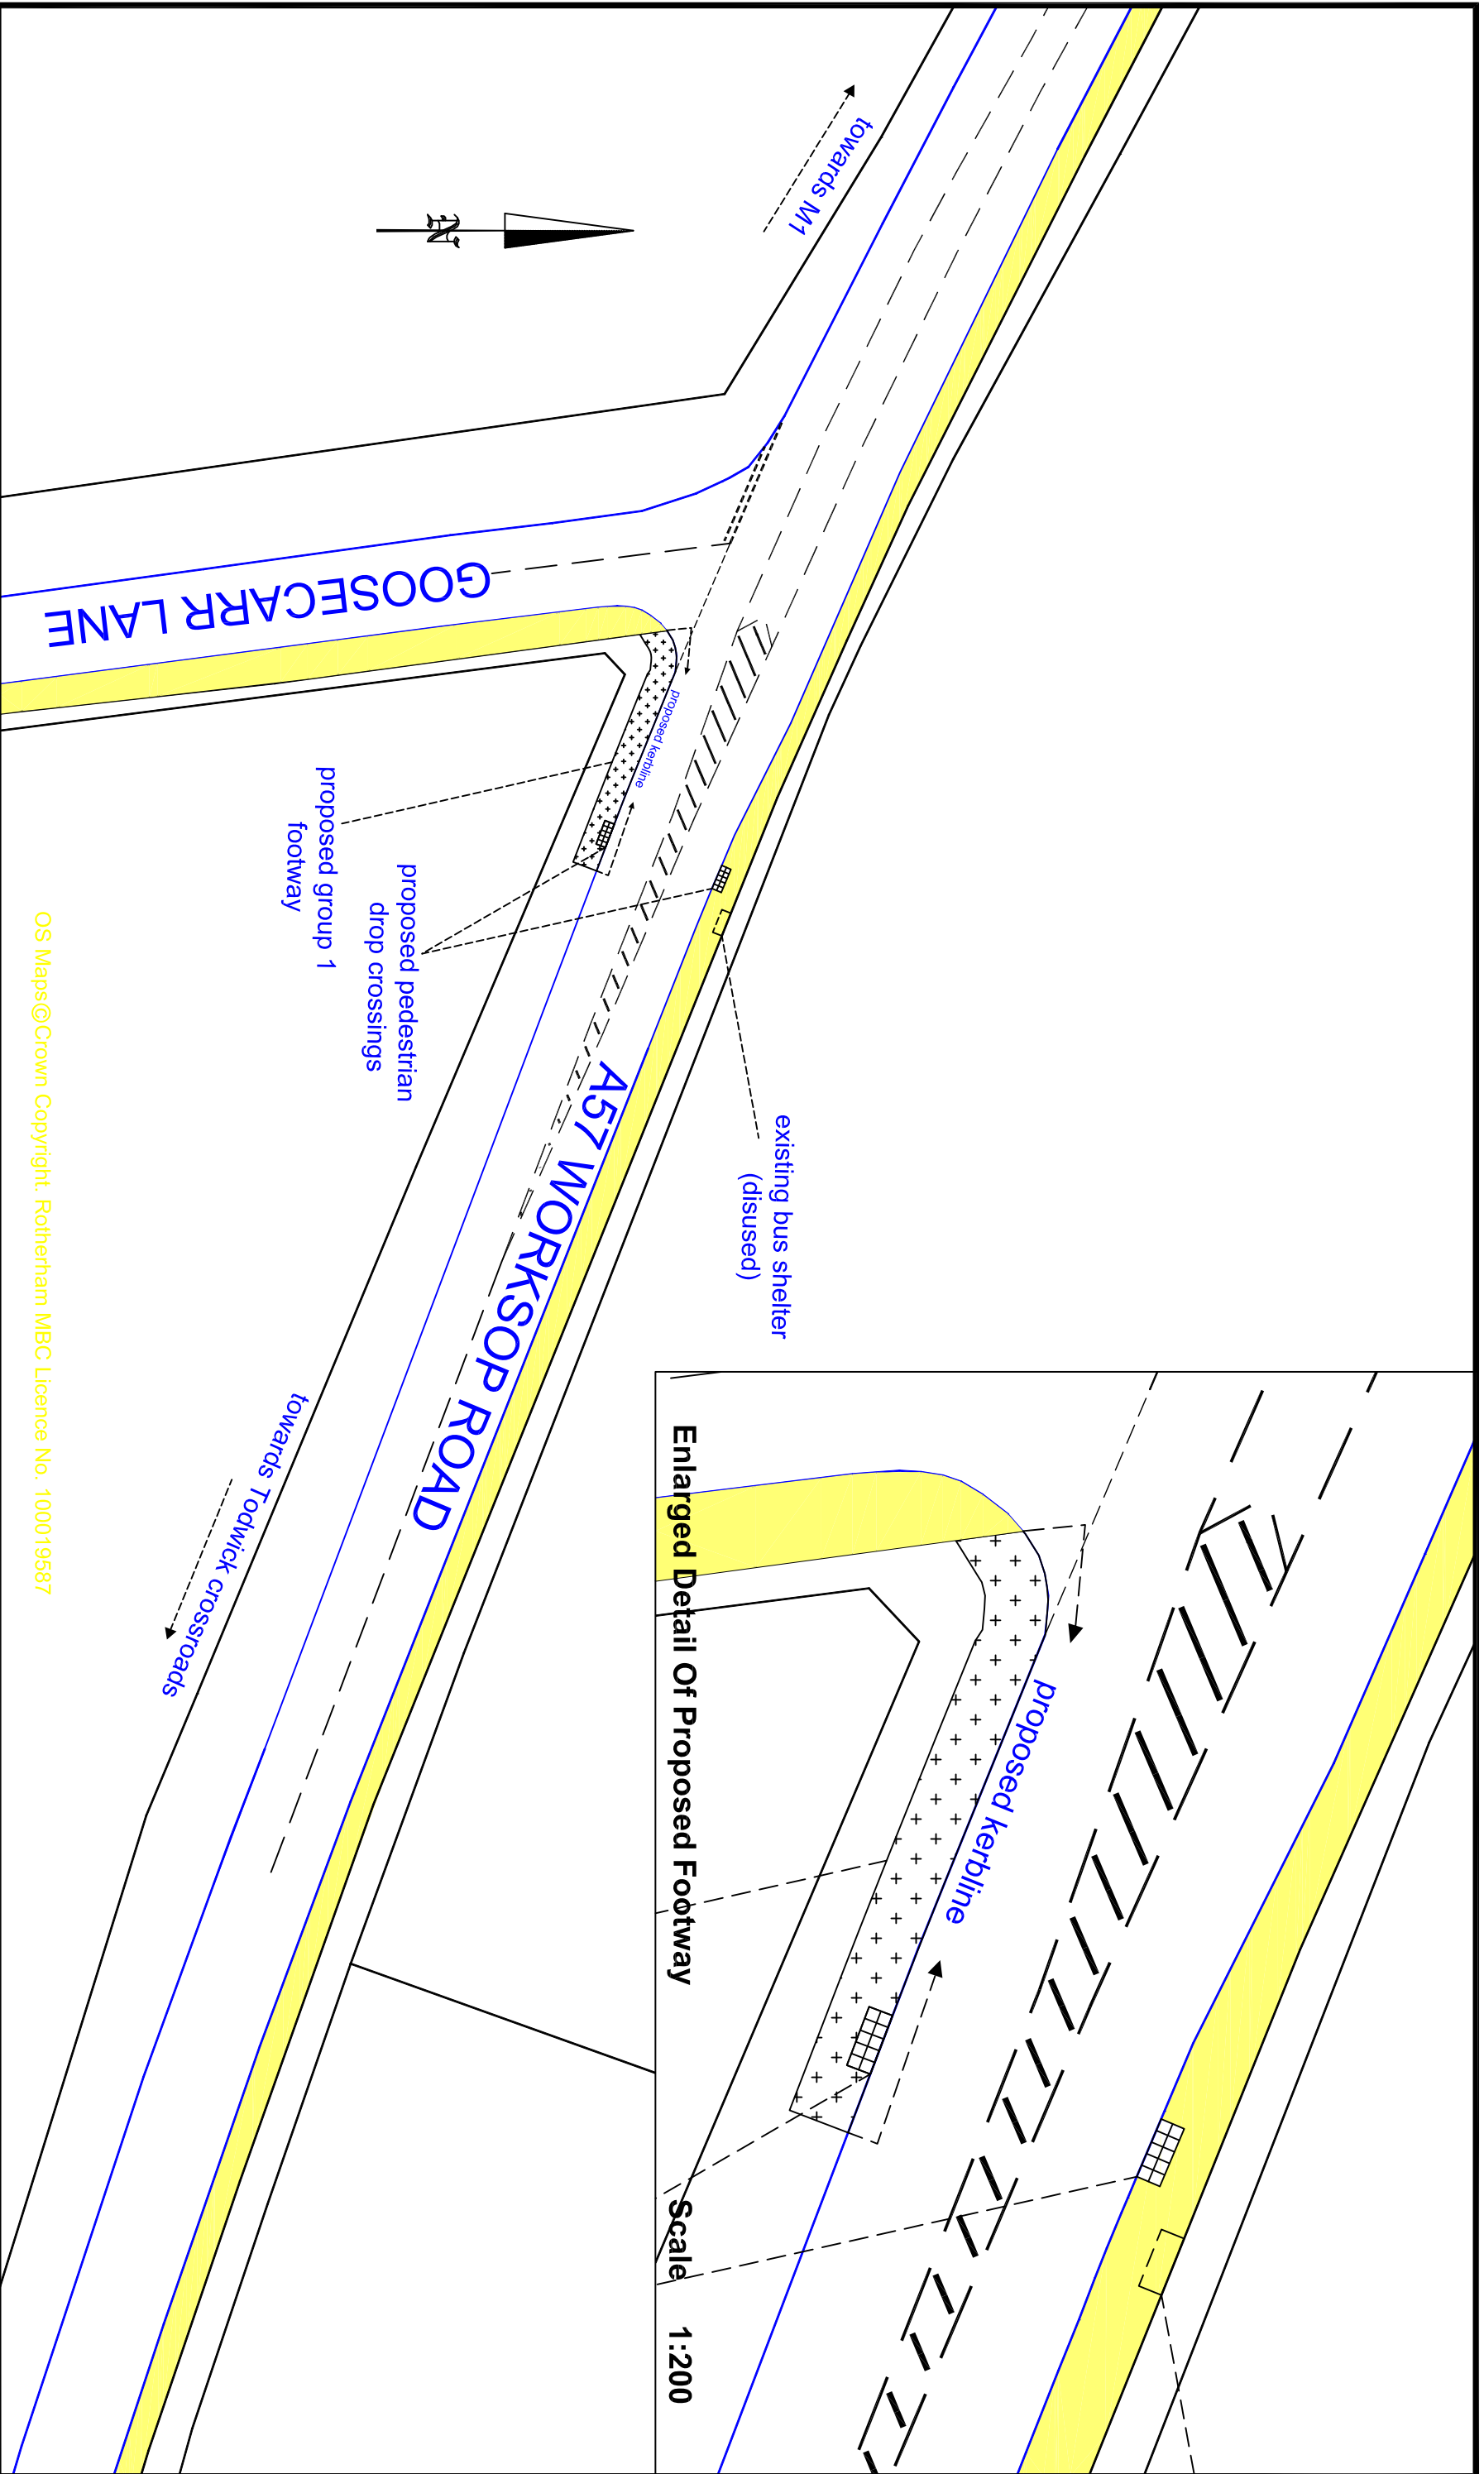 towards M1
N
GOOSECARR LANE
proposed kerbline
proposed group 1
footway
proposed pedestrian
drop crossings
existing bus shelter
(disused)
A57 WORKSOP ROAD
towards Todwick crossroads
proposed kerbline
Enlarged Detail Of Proposed Footway Scale 1:200
OS Maps©Crown Copyright. Rotherham MBC Licence No. 100019587